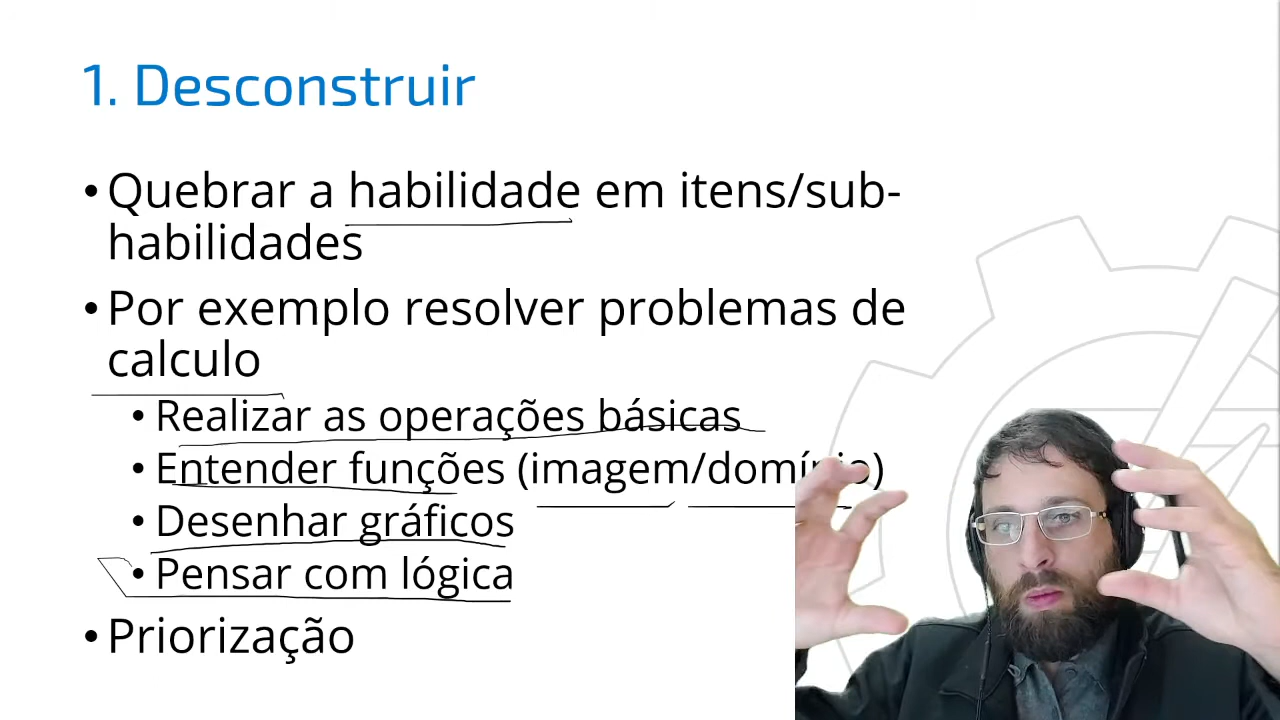 1. Desconstruir
• Quebrar a habilidade em itens/sub-
habilidades
• Por exemplo resolver problemas de
calculo
• Realizar as operações básicas
• Entender funções (imagem/domínio)
• Desenhar gráficos
• Pensar com lógica
• Priorização